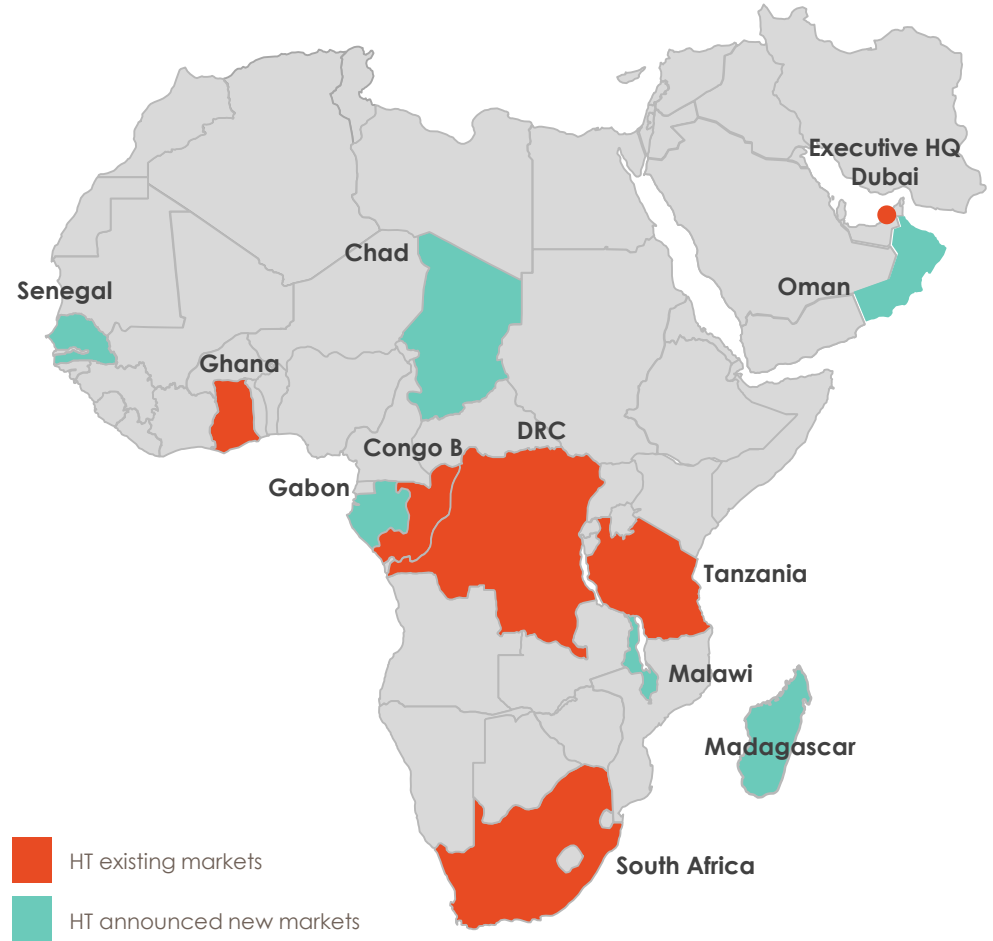 Executive HQ
Dubai
Chad
Oman
Senegal
Ghana
DRC
Congo B
Gabon
Tanzania
Malawi
Madagascar
South Africa
HT existing markets
HT announced new markets